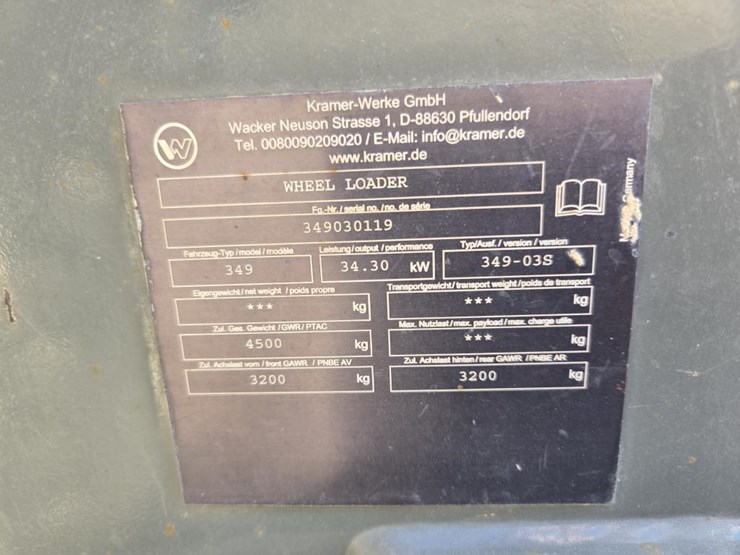 Kramer-Werke GmbH
Wacker Neuson Strasse 1, D-88630 Pfullendorf
Tel. 0080090209020 / E-Mail: info@kramer.de
www.kramer.de
WHEEL LOADER
Fg.-Nr. / serial no. / no. de série
349030119
Fahrzeug-Typ / model / modèle
Leistung / output / performance
Typ/Ausf. / version / version
349
34.30 kW
349-03S
Eigengewicht / net weight / poids propre
Transportgewicht / transport weight / poids de transport
*** kg
*** kg
Zul. Ges. Gewicht / GWR / PTAC
Max. Nutzlast / max. payload / max. charge utile
4500 kg
*** kg
Zul. Achslast vorn / front GAWR / PNBE AV
Zul. Achslast hinten / rear GAWR / PNBE AR
3200 kg
3200 kg
Germany